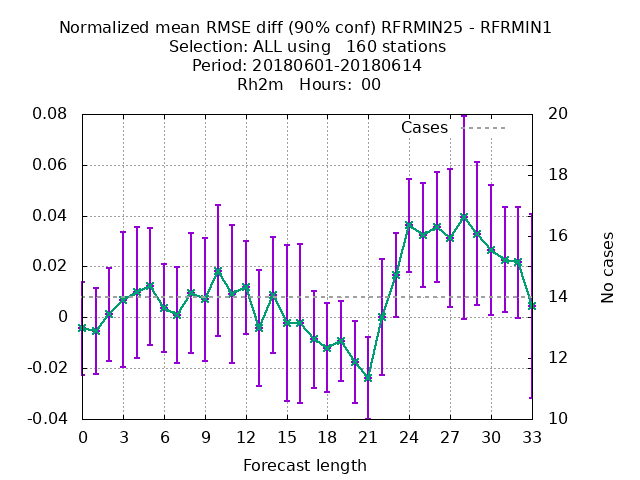 Normalized mean RMSE diff (90% conf) RFRMIN25 - RFRMIN1
Selection: ALL using   160 stations
Period: 20180601-20180614
Rh2m   Hours:  00
Cases
0.08
0.06
0.04
0.02
0
-0.02
-0.04
20
18
16
14
12
10
No cases
0 3 6 9 12 15 18 21 24 27 30 33
Forecast length